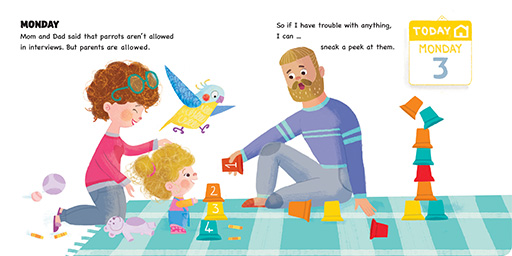 MONDAY
Mom and Dad said that parrots aren't allowed
in interviews. But parents are allowed.
So if I have trouble with anything,
I can ...
sneak a peek at them.
TODAY
MONDAY
3
1
2
3
4